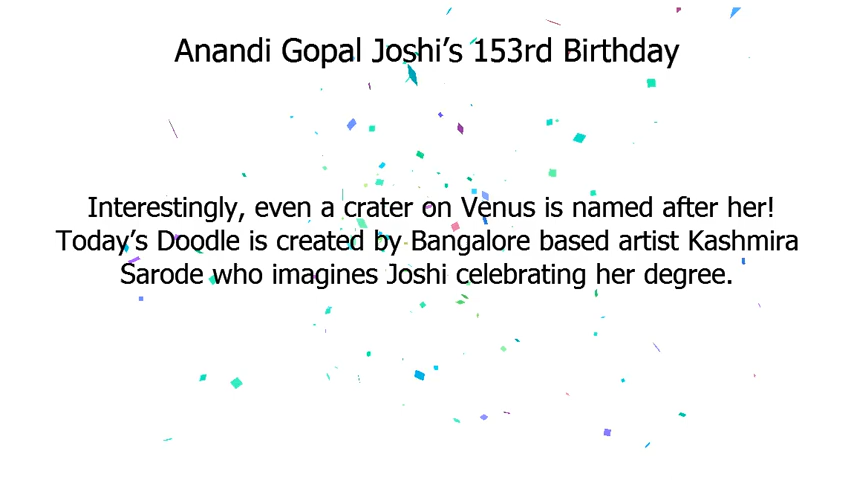 Anandi Gopal Joshi’s 153rd Birthday
Interestingly, even a crater on Venus is named after her!
Today’s Doodle is created by Bangalore based artist Kashmira
Sarode who imagines Joshi celebrating her degree.